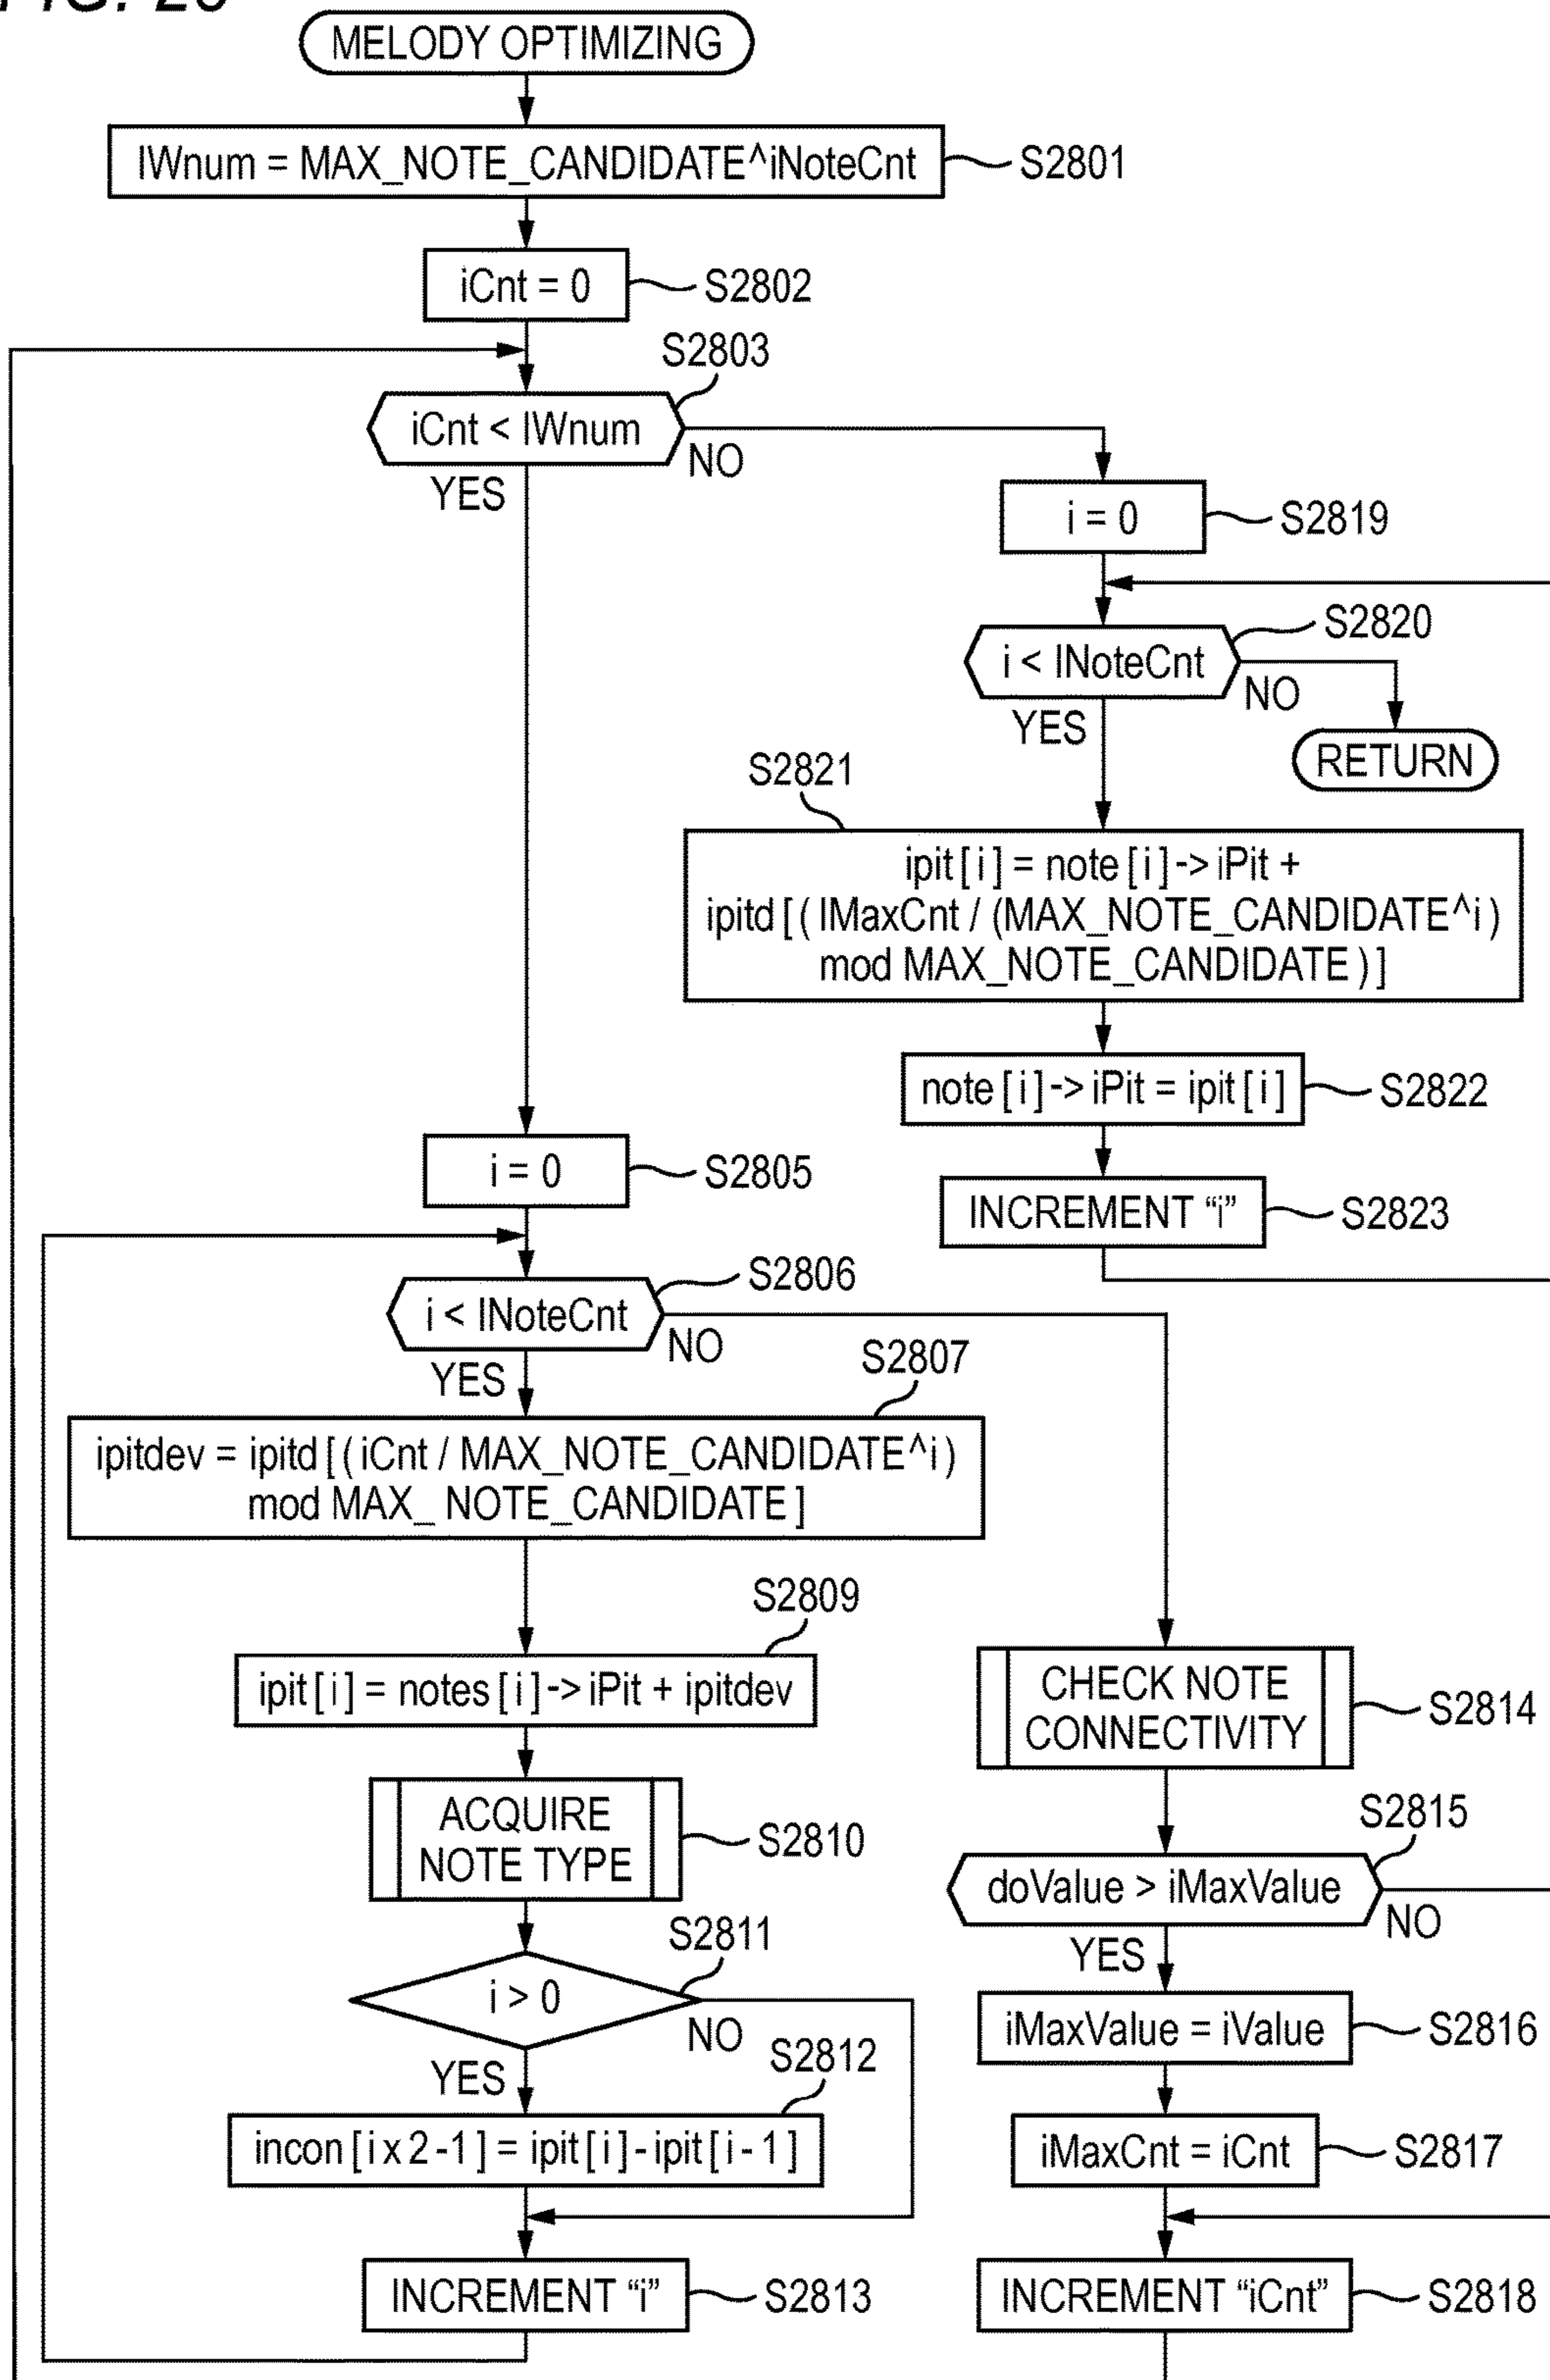 MELODY OPTIMIZING
IWnum = MAX_NOTE_CANDIDATE^iNoteCnt
S2801
iCnt = 0
S2802
S2803
iCnt < IWnum
NO
YES
i = 0
S2819
S2820
i < INoteCnt
NO
YES
RETURN
S2821
ipit [ i ] = note [ i ] -> iPit +
ipitd [ ( IMaxCnt / (MAX_NOTE_CANDIDATE^i )
mod MAX_NOTE_CANDIDATE ) ]
note [ i ] -> iPit = ipit [ i ]
S2822
i = 0
S2805
INCREMENT “i”
S2823
S2806
i < INoteCnt
NO
YES
S2807
ipitdev = ipitd [ ( iCnt / MAX_NOTE_CANDIDATE^i )
mod MAX_ NOTE_CANDIDATE ]
S2809
ipit [ i ] = notes [ i ] -> iPit + ipitdev
CHECK NOTE
CONNECTIVITY
S2814
ACQUIRE
NOTE TYPE
S2810
S2815
doValue > iMaxValue
NO
YES
S2811
i > 0
NO
YES
iMaxValue = iValue
S2816
S2812
incon [ i x 2 - 1 ] = ipit [ i ] - ipit [ i - 1 ]
iMaxCnt = iCnt
S2817
INCREMENT “i”
S2813
INCREMENT “iCnt”
S2818